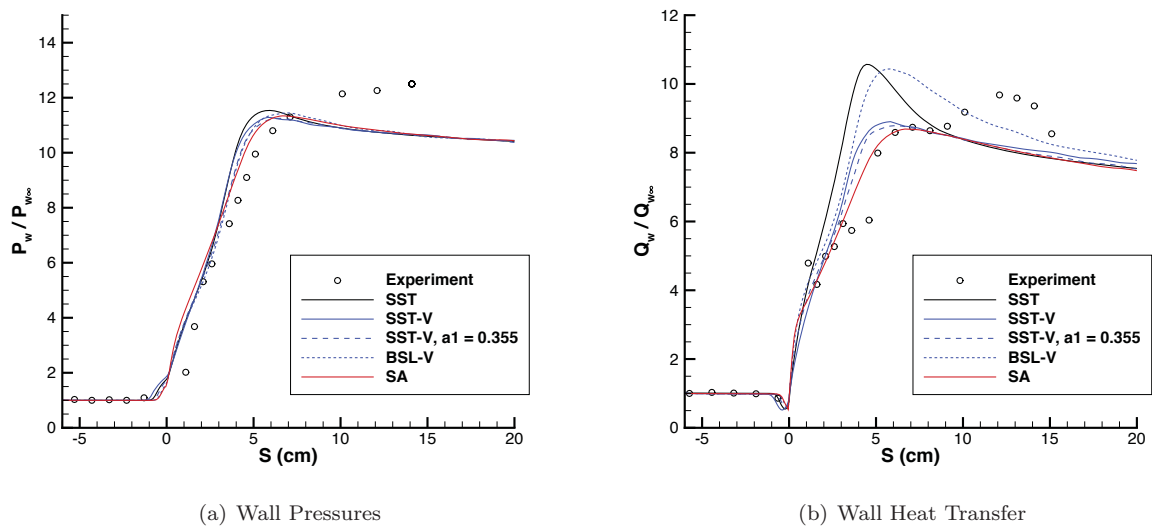 P_w / P_w∞
14
12
10
8
6
4
2
0
-5
0
5
10
15
20
S (cm)
Experiment
SST
SST-V
SST-V, a1 = 0.355
BSL-V
SA
(a) Wall Pressures
Q_w / Q_w∞
12
10
8
6
4
2
0
-5
0
5
10
15
20
S (cm)
Experiment
SST
SST-V
SST-V, a1 = 0.355
BSL-V
SA
(b) Wall Heat Transfer